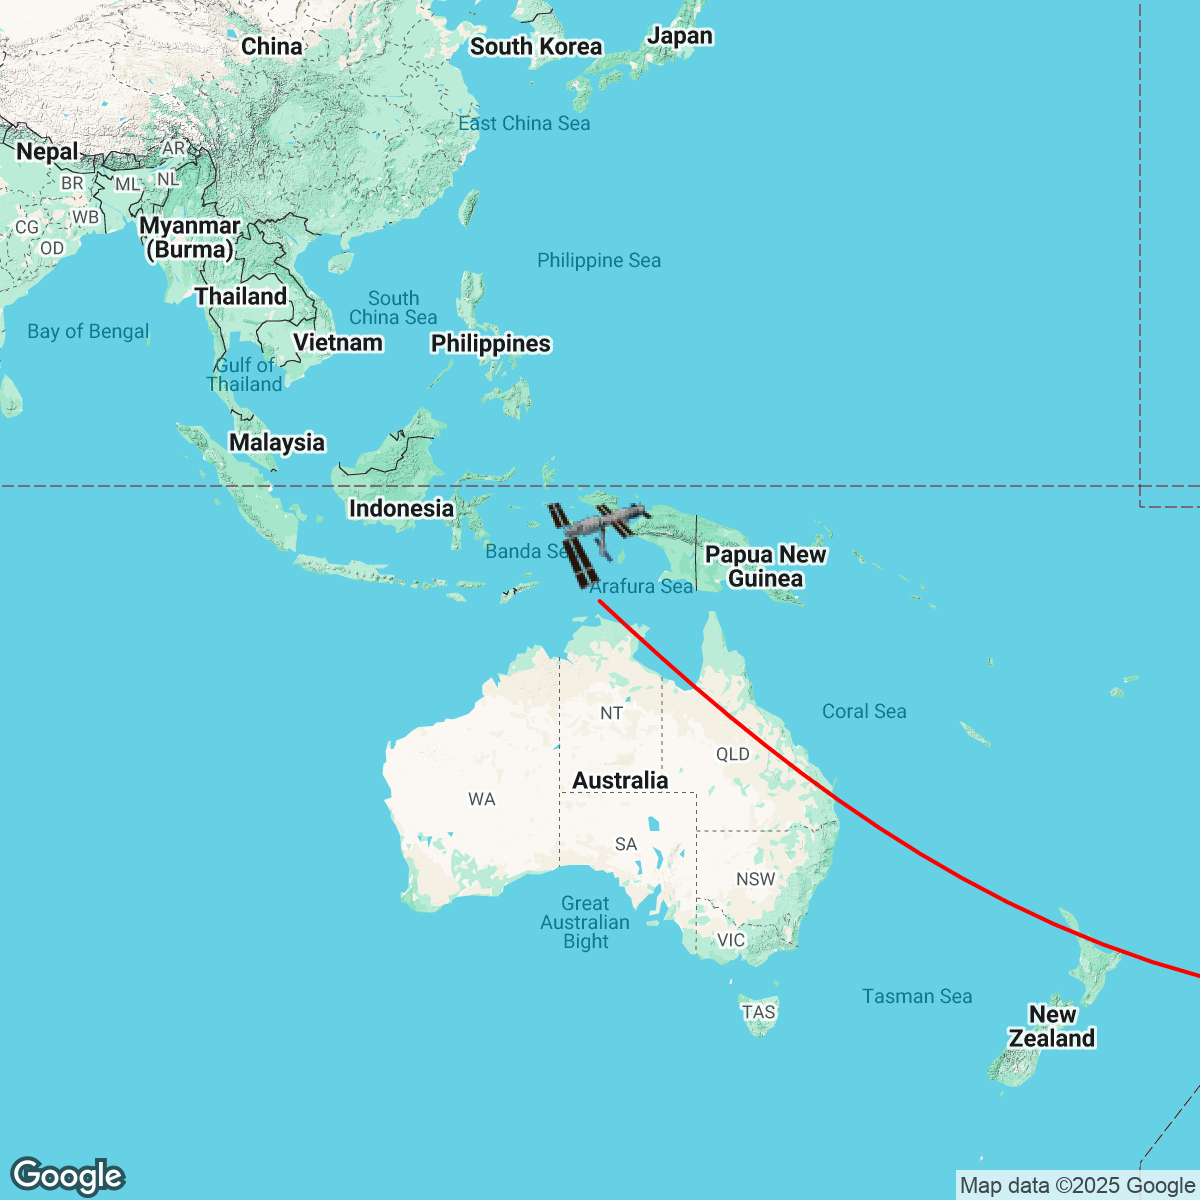 China
South Korea
Japan
East China Sea
Nepal
AR
BR
ML
NL
WB
CG
OD
Myanmar
(Burma)
Philippine Sea
Thailand
South
China Sea
Bay of Bengal
Vietnam
Philippines
Gulf of
Thailand
Malaysia
Indonesia
Banda Se
Papua New
Guinea
Arafura Sea
NT
Coral Sea
QLD
Australia
WA
SA
NSW
Great
Australian
Bight
VIC
Tasman Sea
TAS
New
Zealand
Google
Map data ©2025 Google